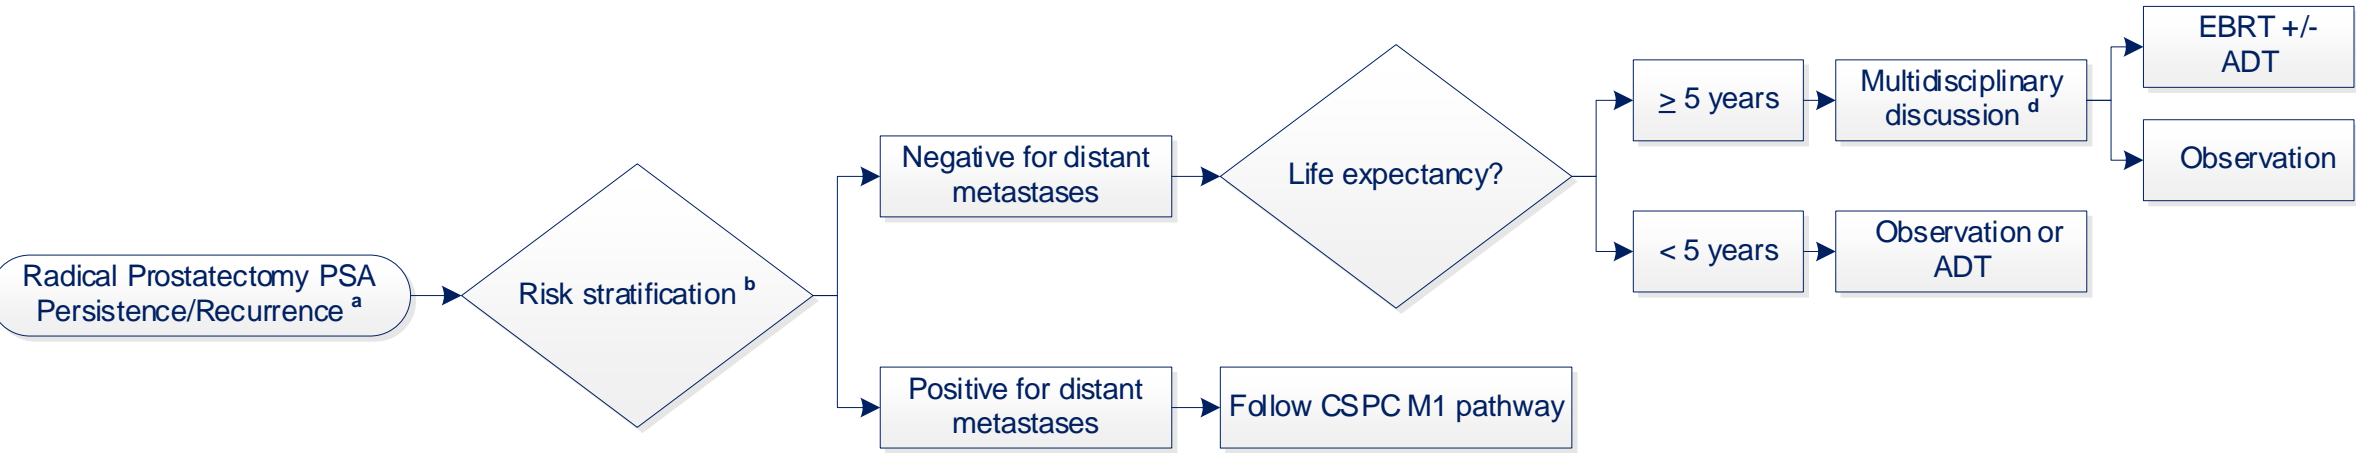 Radical Prostatectomy PSA
Persistence/Recurrence a
Risk stratification b
Negative for distant
metastases
Positive for distant
metastases
Life expectancy?
Follow CSPC M1 pathway
≥ 5 years
< 5 years
Multidisciplinary
discussion d
Observation or
ADT
EBRT +/-
ADT
Observation